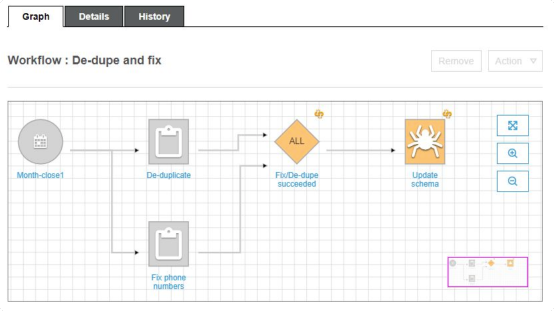 Graph Details History
Workflow : De-dupe and fix
Remove Action
ALL
Month-close1 De-duplicate Fix/De-dupe succeeded Update schema
Fix phone numbers